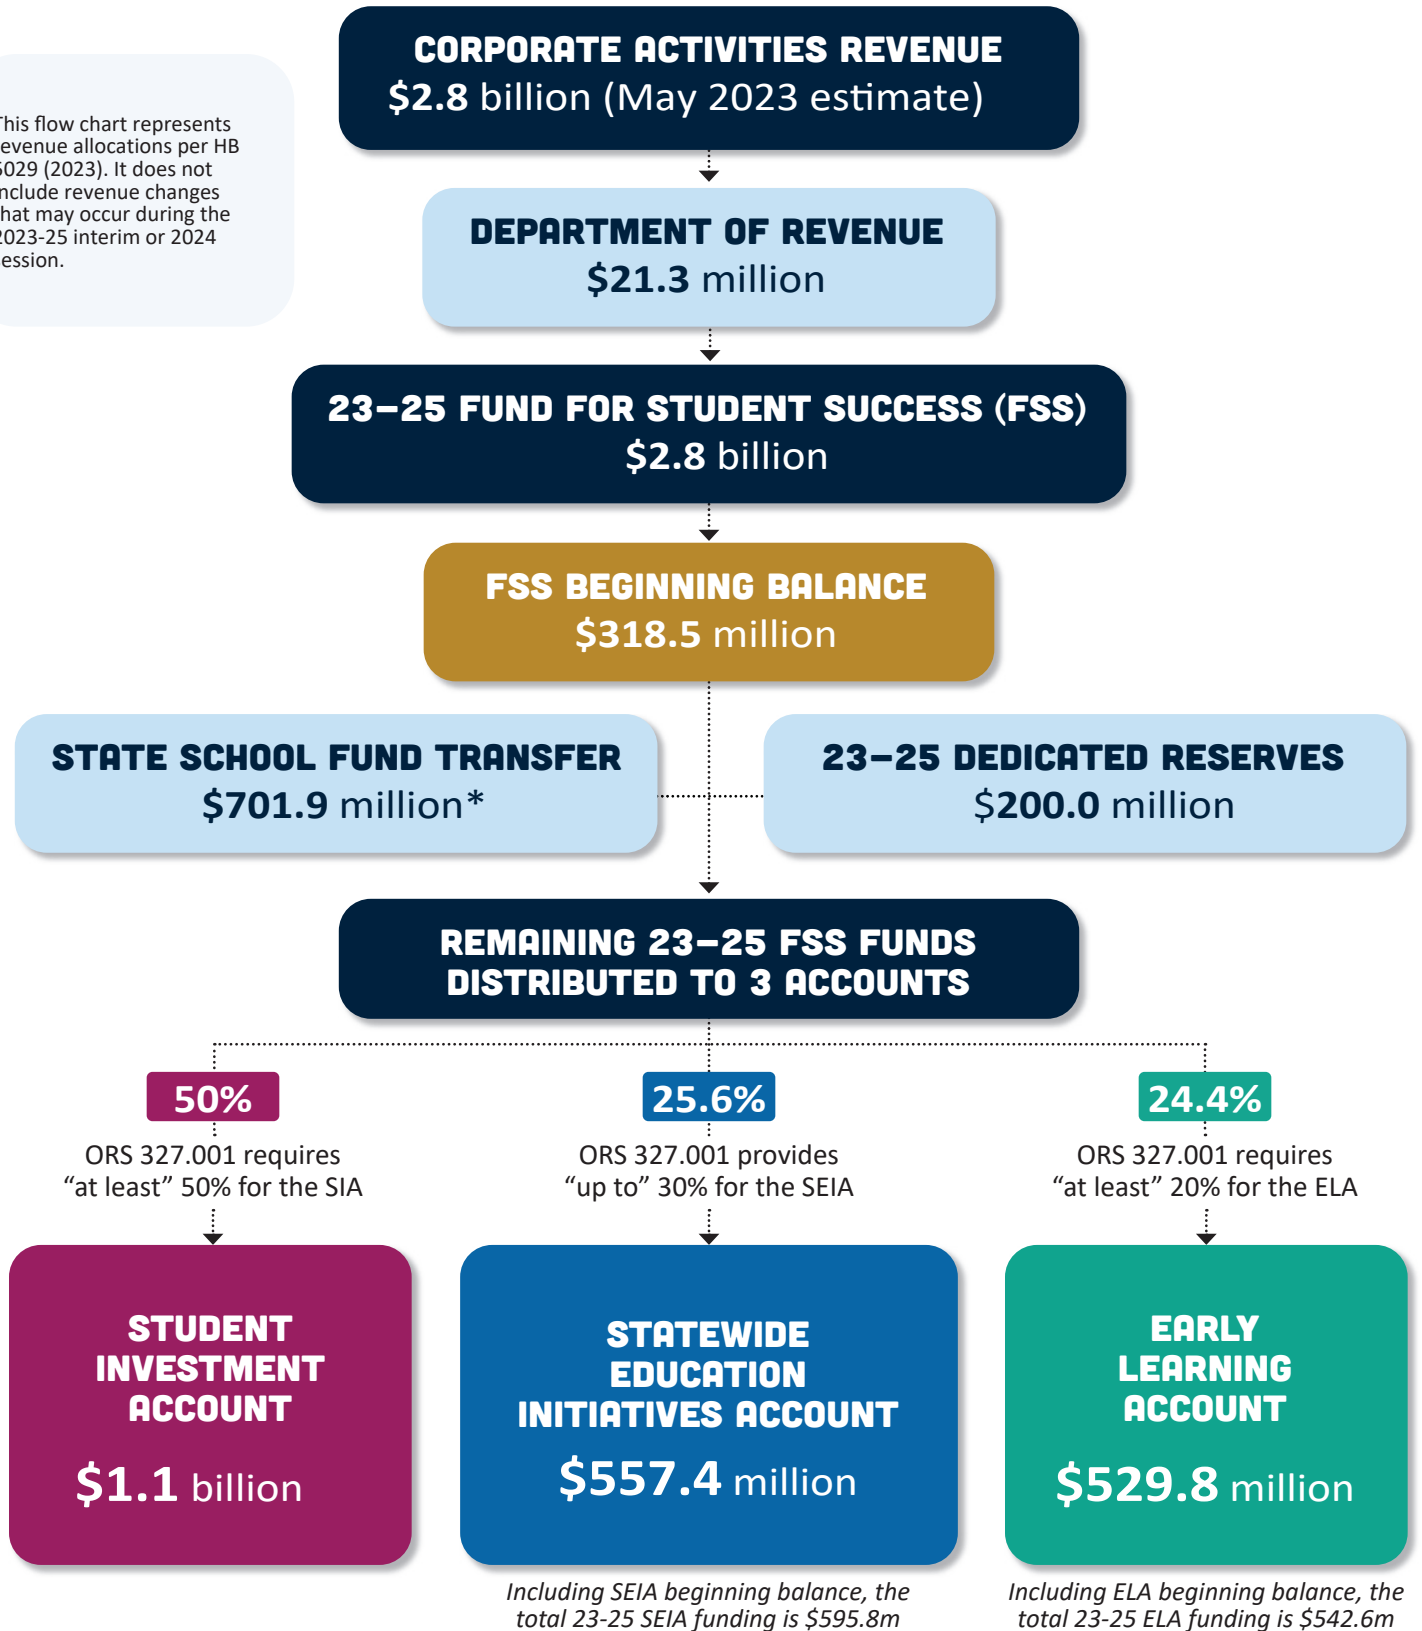 CORPORATE ACTIVITIES REVENUE
$2.8 billion (May 2023 estimate)
This flow chart represents
revenue allocations per HB
5029 (2023). It does not
include revenue changes
that may occur during the
2023-25 interim or 2024
session.
DEPARTMENT OF REVENUE
$21.3 million
23-25 FUND FOR STUDENT SUCCESS (FSS)
$2.8 billion
FSS BEGINNING BALANCE
$318.5 million
STATE SCHOOL FUND TRANSFER
$701.9 million*
23-25 DEDICATED RESERVES
$200.0 million
REMAINING 23-25 FSS FUNDS
DISTRIBUTED TO 3 ACCOUNTS
50%
ORS 327.001 requires
“at least” 50% for the SIA
STUDENT
INVESTMENT
ACCOUNT
$1.1 billion
25.6%
ORS 327.001 provides
“up to” 30% for the SEIA
STATEWIDE
EDUCATION
INITIATIVES ACCOUNT
$557.4 million
Including SEIA beginning balance, the
total 23-25 SEIA funding is $595.8m
24.4%
ORS 327.001 requires
“at least” 20% for the ELA
EARLY
LEARNING
ACCOUNT
$529.8 million
Including ELA beginning balance, the
total 23-25 ELA funding is $542.6m